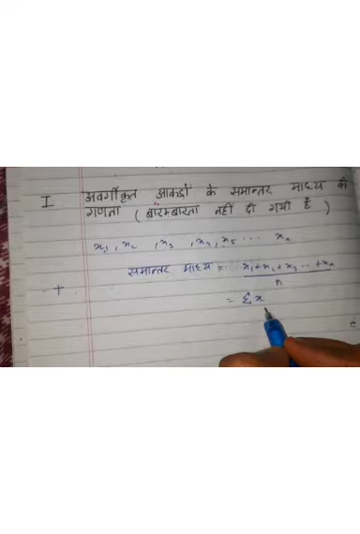 I अवर्गीकृत आंकडों के समान्तर माध्य की
गणना ( बारम्बारता नहीं दी गयी है )
x₁, x₂, x₃, x₄, x₅ ... xₙ
समान्तर माध्य = x₁+x₂+x₃ ... +xₙ
n
= Σx